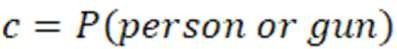 c = P(person or gun)